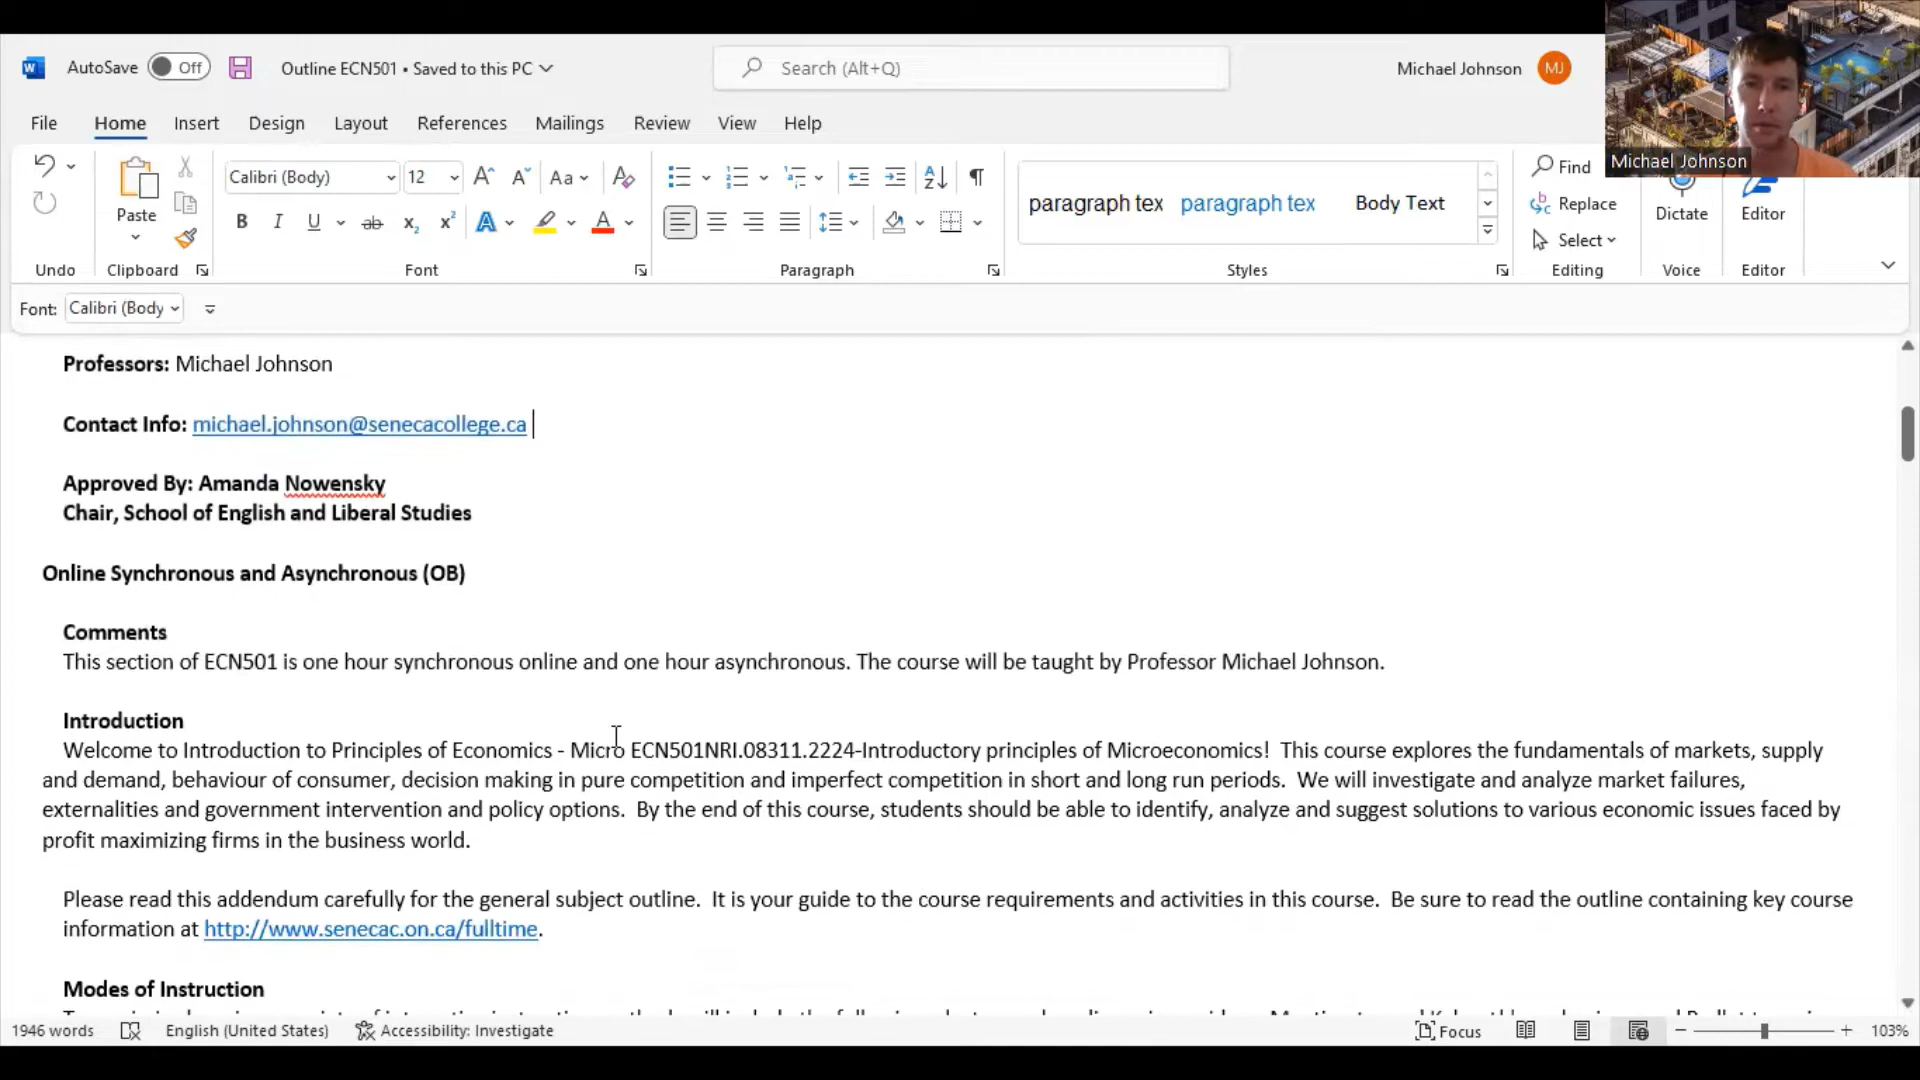 AutoSave Off Outline ECN501 • Saved to this PC Search (Alt+Q) Michael Johnson MJ
File Home Insert Design Layout References Mailings Review View Help
Michael Johnson
Paste Calibri (Body) 12 Aa paragraph tex paragraph tex Body Text Find Replace Select Dictate Editor
Undo Clipboard Font Paragraph Styles Editing Voice Editor
Font: Calibri (Body
Professors: Michael Johnson
Contact Info: michael.johnson@senecacollege.ca
Approved By: Amanda Nowensky
Chair, School of English and Liberal Studies
Online Synchronous and Asynchronous (OB)
Comments
This section of ECN501 is one hour synchronous online and one hour asynchronous. The course will be taught by Professor Michael Johnson.
Introduction
Welcome to Introduction to Principles of Economics - Micro ECN501NRI.08311.2224-Introductory principles of Microeconomics! This course explores the fundamentals of markets, supply
and demand, behaviour of consumer, decision making in pure competition and imperfect competition in short and long run periods. We will investigate and analyze market failures,
externalities and government intervention and policy options. By the end of this course, students should be able to identify, analyze and suggest solutions to various economic issues faced by
profit maximizing firms in the business world.
Please read this addendum carefully for the general subject outline. It is your guide to the course requirements and activities in this course. Be sure to read the outline containing key course
information at http://www.senecac.on.ca/fulltime.
Modes of Instruction
1946 words English (United States) Accessibility: Investigate Focus 103%